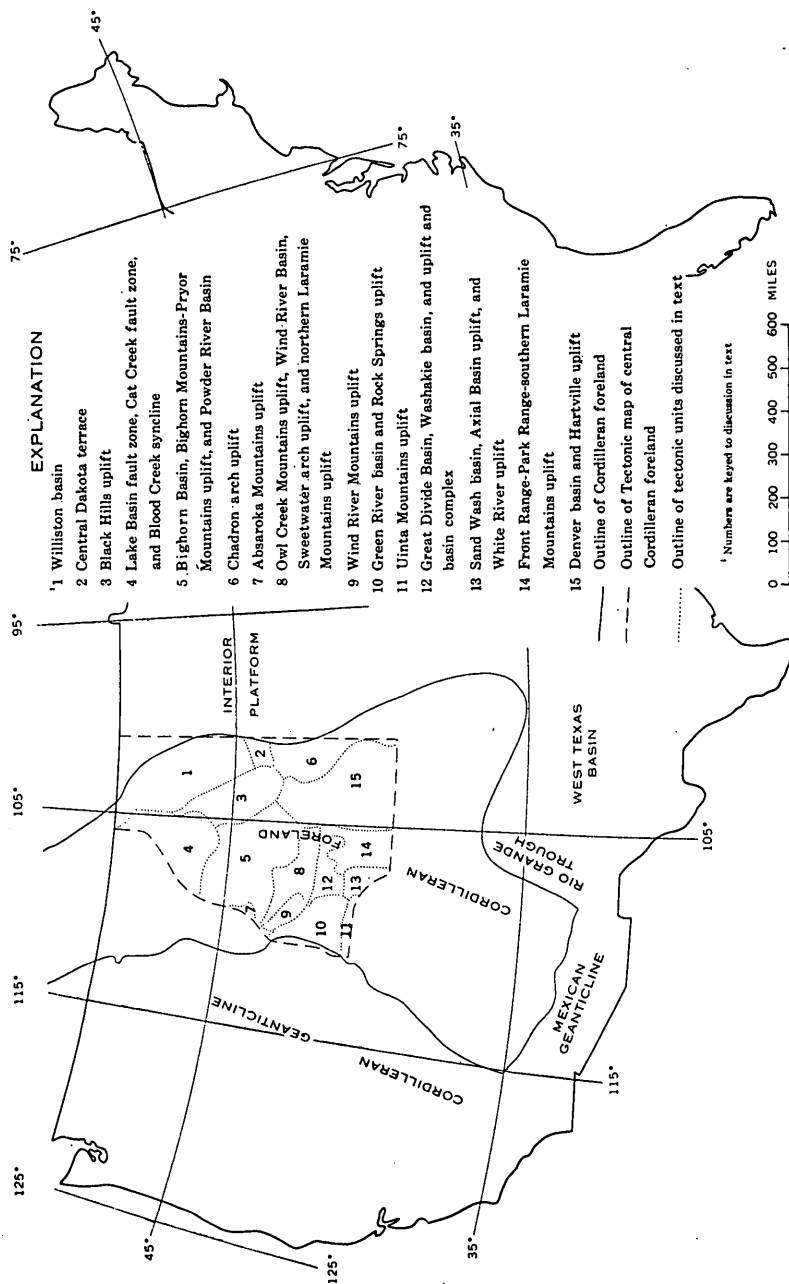 125°
115°
105°
95°
75°
45°
45°
75°
35°
35°
125°
115°
105°
INTERIOR
PLATFORM
CORDILLERAN
FORELAND
CORDILLERAN
GEANTICLINE
MEXICAN
GEANTICLINE
RIO GRANDE
TROUGH
WEST TEXAS
BASIN
1
2
3
4
5
6
7
8
9
10
11
12
13
14
15
EXPLANATION
¹1 Williston basin
2 Central Dakota terrace
3 Black Hills uplift
4 Lake Basin fault zone, Cat Creek fault zone,
and Blood Creek syncline
5. Bighorn Basin, Bighorn Mountains-Pryor
Mountains uplift, and Powder River Basin
6 Chadron arch uplift
7 Absaroka Mountains uplift
8 Owl Creek Mountains uplift, Wind River Basin,
Sweetwater arch uplift, and northern Laramie
Mountains uplift
9 Wind River Mountains uplift
10 Green River basin and Rock Springs uplift
11 Uinta Mountains uplift
12 Great Divide Basin, Washakie basin, and uplift and
basin complex
13 Sand Wash basin, Axial Basin uplift, and
White River uplift
14 Front Range-Park Range-southern Laramie
Mountains uplift
15 Denver basin and Hartville uplift
Outline of Cordilleran foreland
Outline of Tectonic map of central
Cordilleran foreland
Outline of tectonic units discussed in text
¹ Numbers are keyed to discussion in text
0 100 200 300 400 500 600 MILES